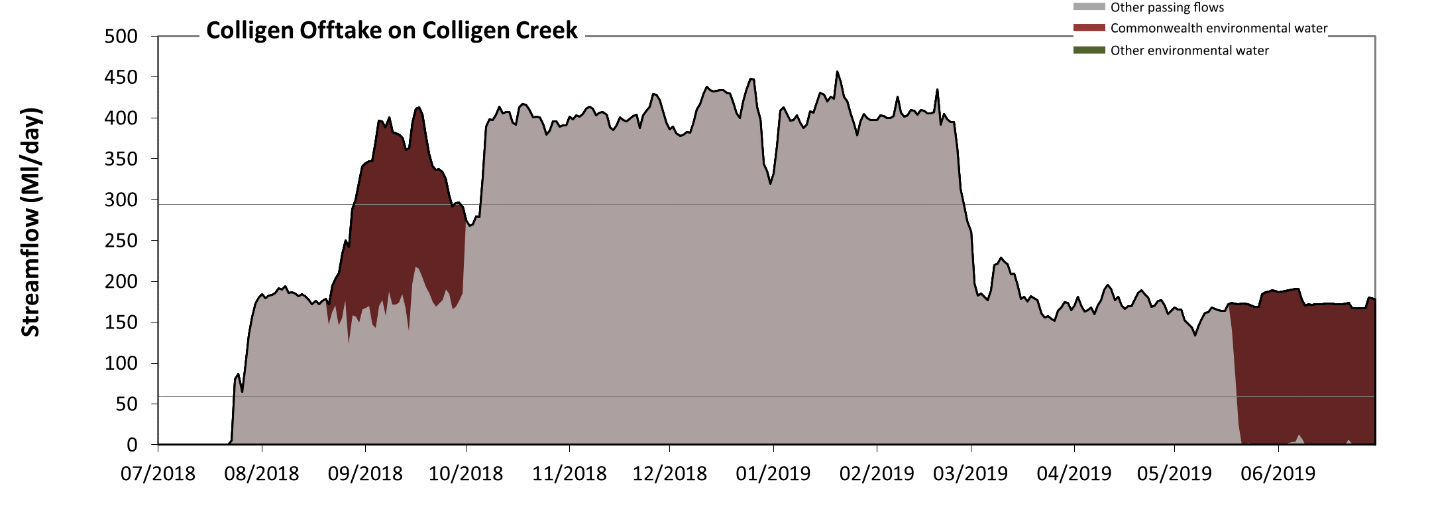 Other passing flows
Commonwealth environmental water
Other environmental water
Colligen Offtake on Colligen Creek
Streamflow (Ml/day)
500
450
400
350
300
250
200
150
100
50
0
07/2018 08/2018 09/2018 10/2018 11/2018 12/2018 01/2019 02/2019 03/2019 04/2019 05/2019 06/2019